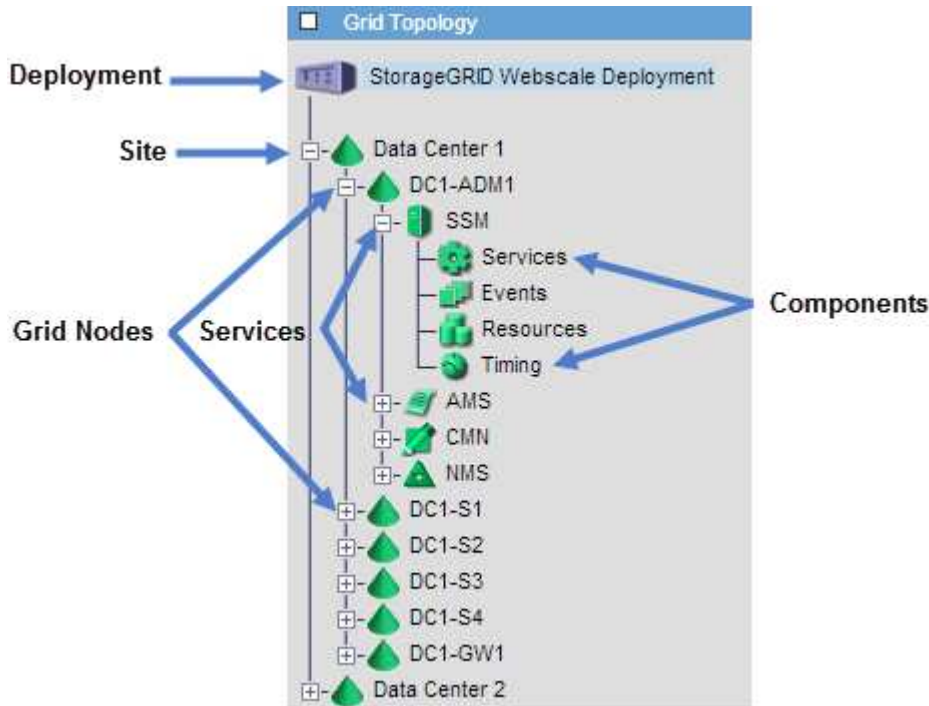 Grid Topology
Deployment
StorageGRID Webscale Deployment
Site
Data Center 1
DC1-ADM1
SSM
Services
Events
Components
Grid Nodes
Services
Resources
Timing
AMS
CMN
NMS
DC1-S1
DC1-S2
DC1-S3
DC1-S4
DC1-GW1
Data Center 2